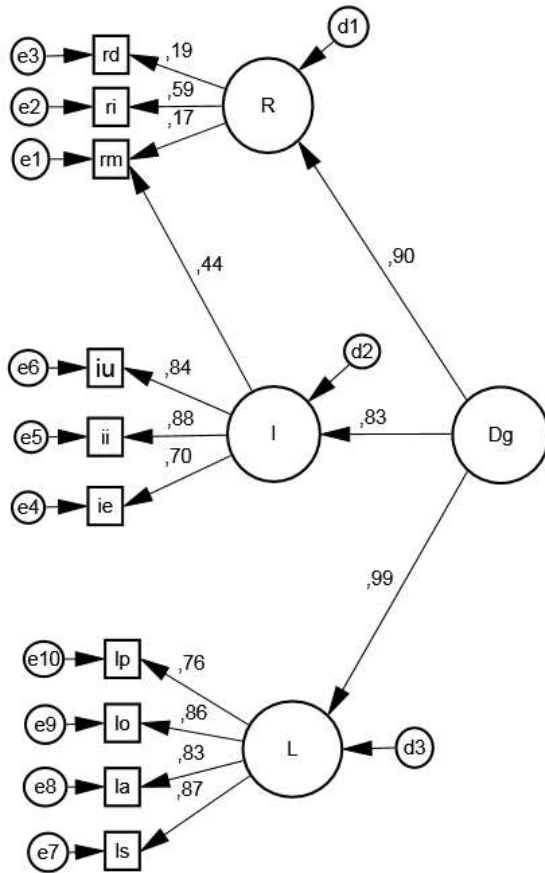 d1
e3
rd
,19
e2
ri
,59
R
,17
e1
rm
,44
,90
d2
e6
iu
,84
e5
ii
,88
I
,83
Dg
,70
e4
ie
,99
e10
lp
,76
e9
lo
,86
L
d3
,83
e8
la
,87
e7
ls